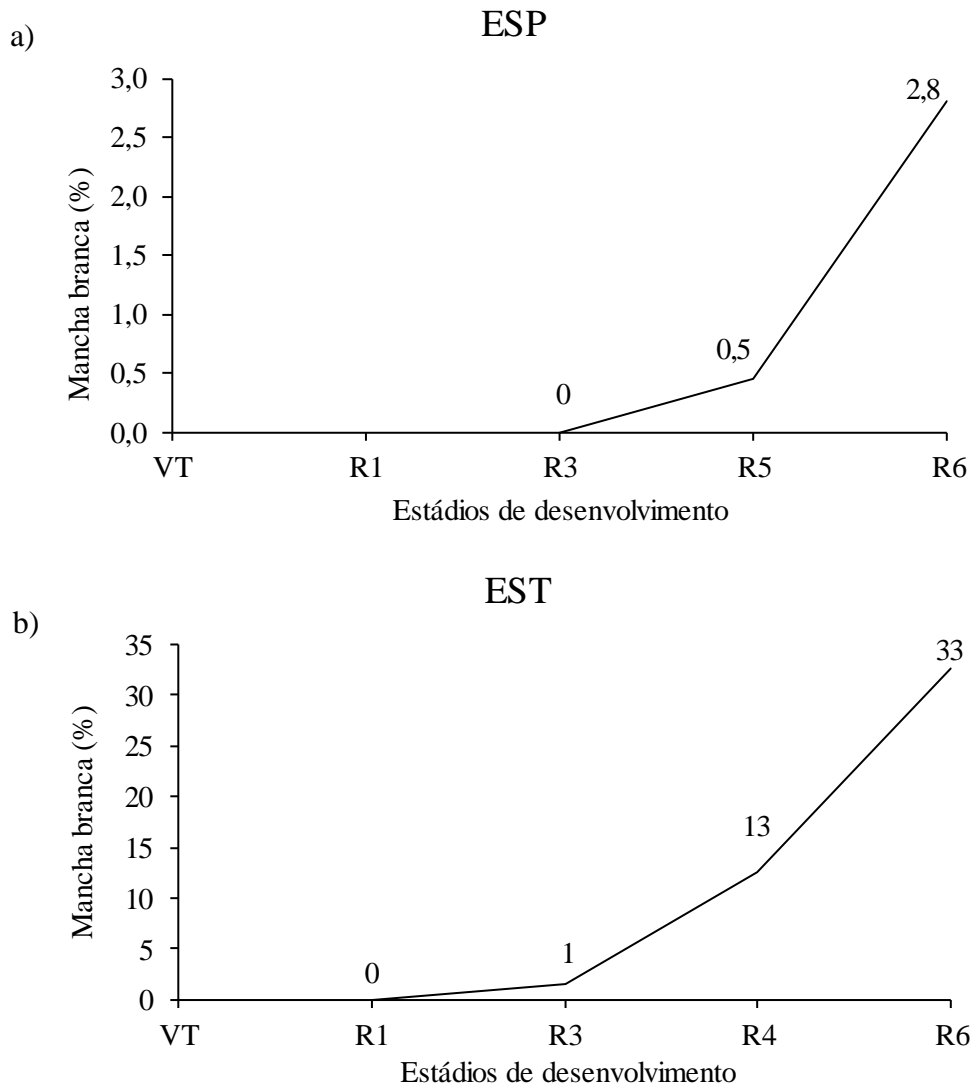 a)
ESP
3,0
2,5
2,0
1,5
1,0
0,5
0,0
Mancha branca (%)
0
0,5
2,8
VT R1 R3 R5 R6
Estádios de desenvolvimento
b)
EST
35
30
25
20
15
10
5
0
Mancha branca (%)
0
1
13
33
VT R1 R3 R4 R6
Estádios de desenvolvimento